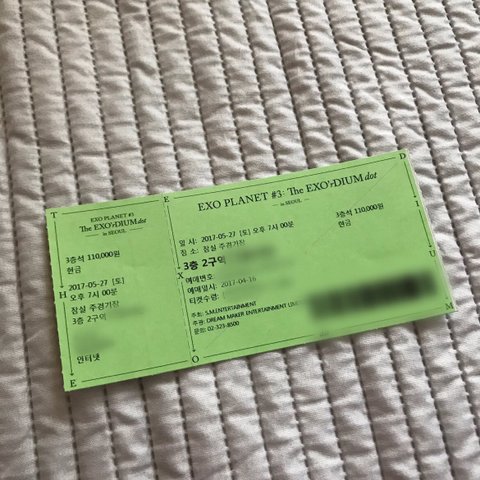 T
EXO PLANET #3
The EXO'rDIUM dot
in SEOUL
3층석 110,000원
현금
2017-05-27 [토]
오후 7시 00분
잠실 주경기장
3층 2구역
인터넷
H
E
E
D
EXO PLANET #3: The EXO'rDIUM dot
in SEOUL
일 시: 2017-05-27 [토] 오후 7시 00분
장 소: 잠실 주경기장
3층 2구역
3층석 110,000원
현금
예매번호
예매일시: 2017-04-16
티켓수령:
주최: S.M.ENTERTAINMENT
주관: DREAM MAKER ENTERTAINMENT
문의: 02-323-8500
X
O
I
U
M